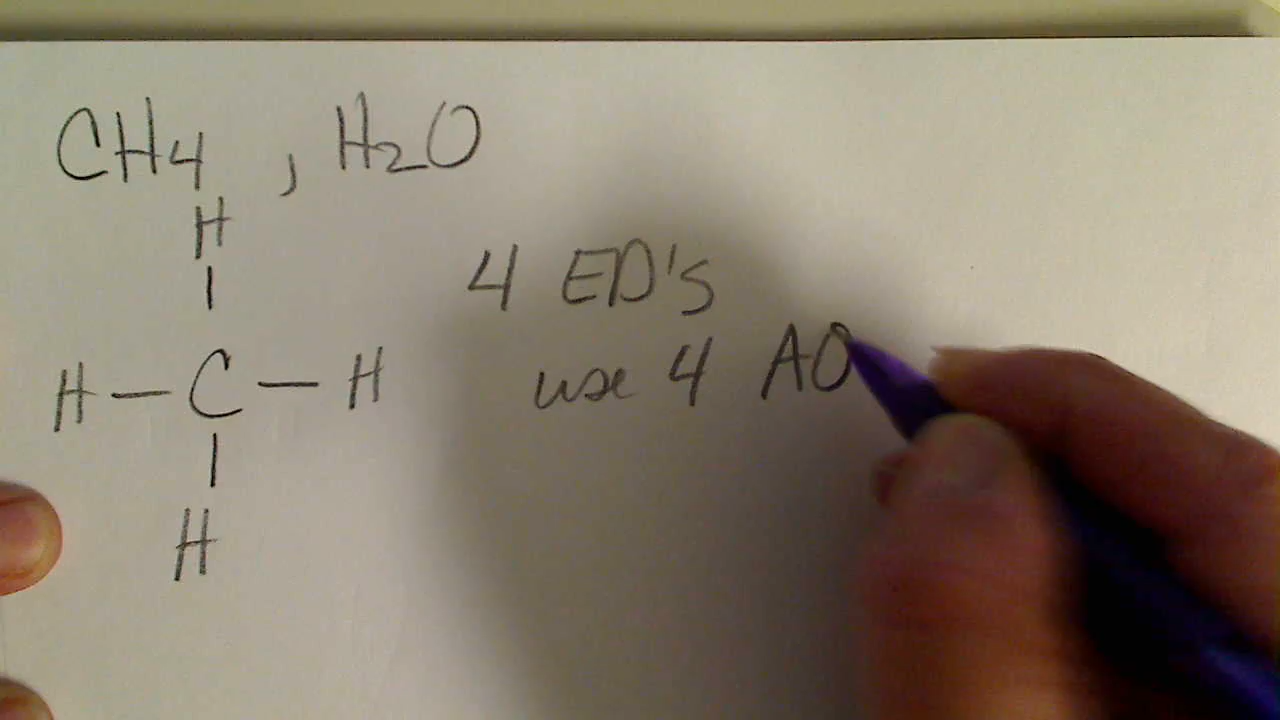 CH4 , H2O
H
4 ED's
H — C — H
use 4 AO
H